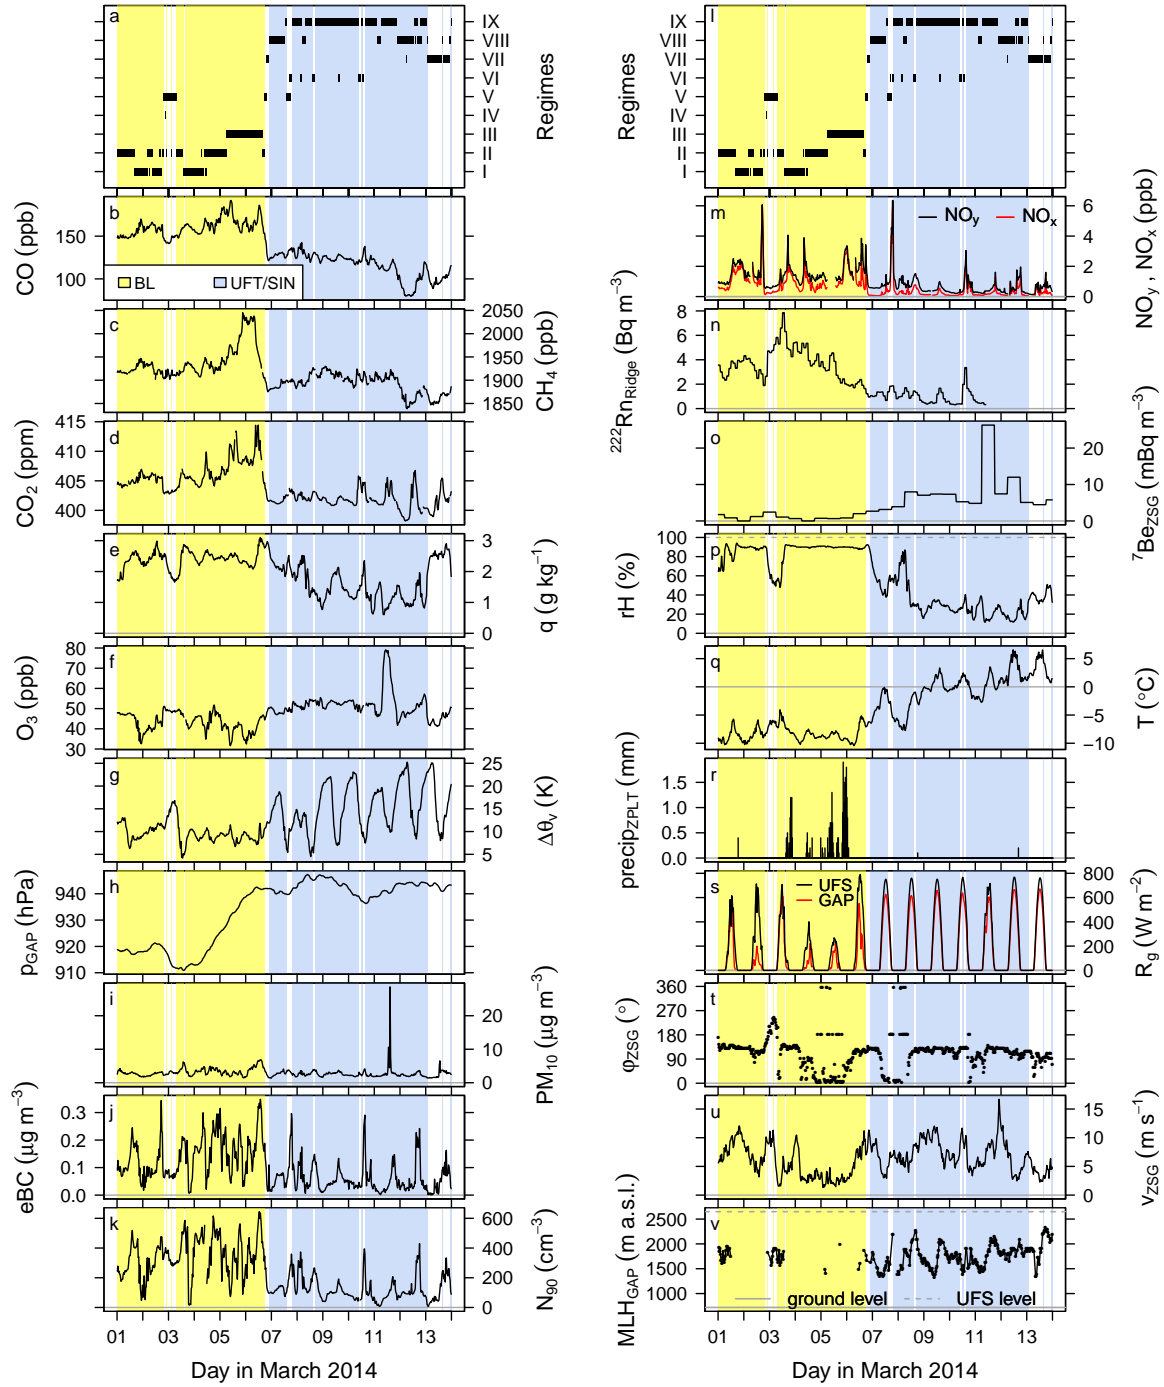 a
IX
VIII
VII
VI
V
IV
III
II
I
Regimes
b
CO (ppb)
150
100
BL
UFT/SIN
c
2050
2000
1950
1900
1850
CH4 (ppb)
d
CO2 (ppm)
415
410
405
400
e
3
2
1
0
q (g kg−1)
f
O3 (ppb)
80
70
60
50
40
30
g
25
20
15
10
5
Δθv (K)
h
pGAP (hPa)
940
930
920
910
i
20
10
0
PM10 (µg m−3)
j
eBC (µg m−3)
0.3
0.2
0.1
0.0
k
600
400
200
0
N90 (cm−3)
01 03 05 07 09 11 13
Day in March 2014
l
IX
VIII
VII
VI
V
IV
III
II
I
Regimes
m
NOy NOx
6
4
2
0
NOy , NOx (ppb)
n
222RnRidge (Bq m−3)
8
6
4
2
0
o
20
10
0
7BeZSG (mBq m−3)
p
rH (%)
100
80
60
40
20
0
q
5
0
−5
−10
T (°C)
r
precipZPLT (mm)
1.5
1.0
0.5
0.0
s
UFS
GAP
800
600
400
200
0
Rg (W m−2)
t
φZSG (°)
360
270
180
90
0
u
15
10
5
0
vZSG (m s−1)
v
MLHGAP (m a.s.l.)
2500
2000
1500
1000
ground level UFS level
01 03 05 07 09 11 13
Day in March 2014